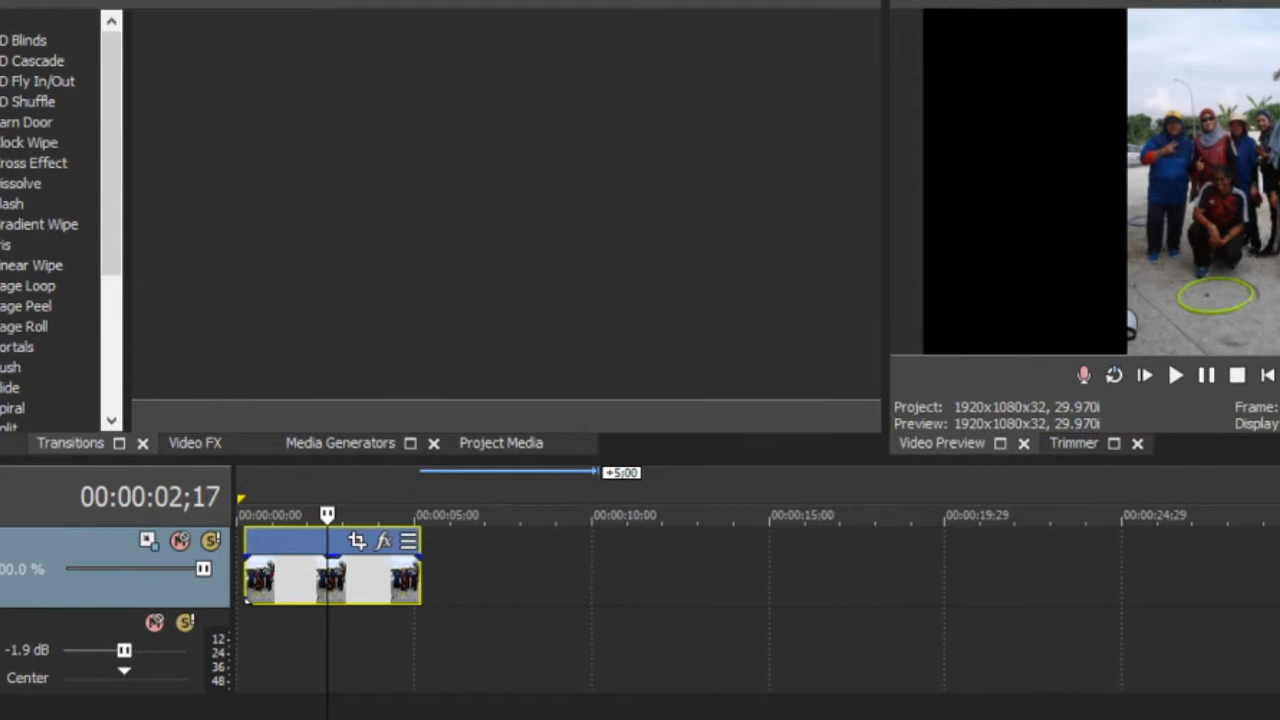 D Blinds
D Cascade
D Fly In/Out
D Shuffle
arn Door
lock Wipe
ross Effect
issolve
lash
radient Wipe
ris
inear Wipe
age Loop
age Peel
age Roll
ortals
ush
lide
piral
plit
Transitions
Video FX
Media Generators
Project Media
Project: 1920x1080x32, 29.970i
Preview: 1920x1080x32, 29.970i
Frame:
Display
Video Preview
Trimmer
+5:00
00:00:02;17
00:00:00;00
00:00:05;00
00:00:10;00
00:00:15;00
00:00:19;29
00:00:24;29
00.0 %
-1.9 dB
Center
12-
24-
36-
48-